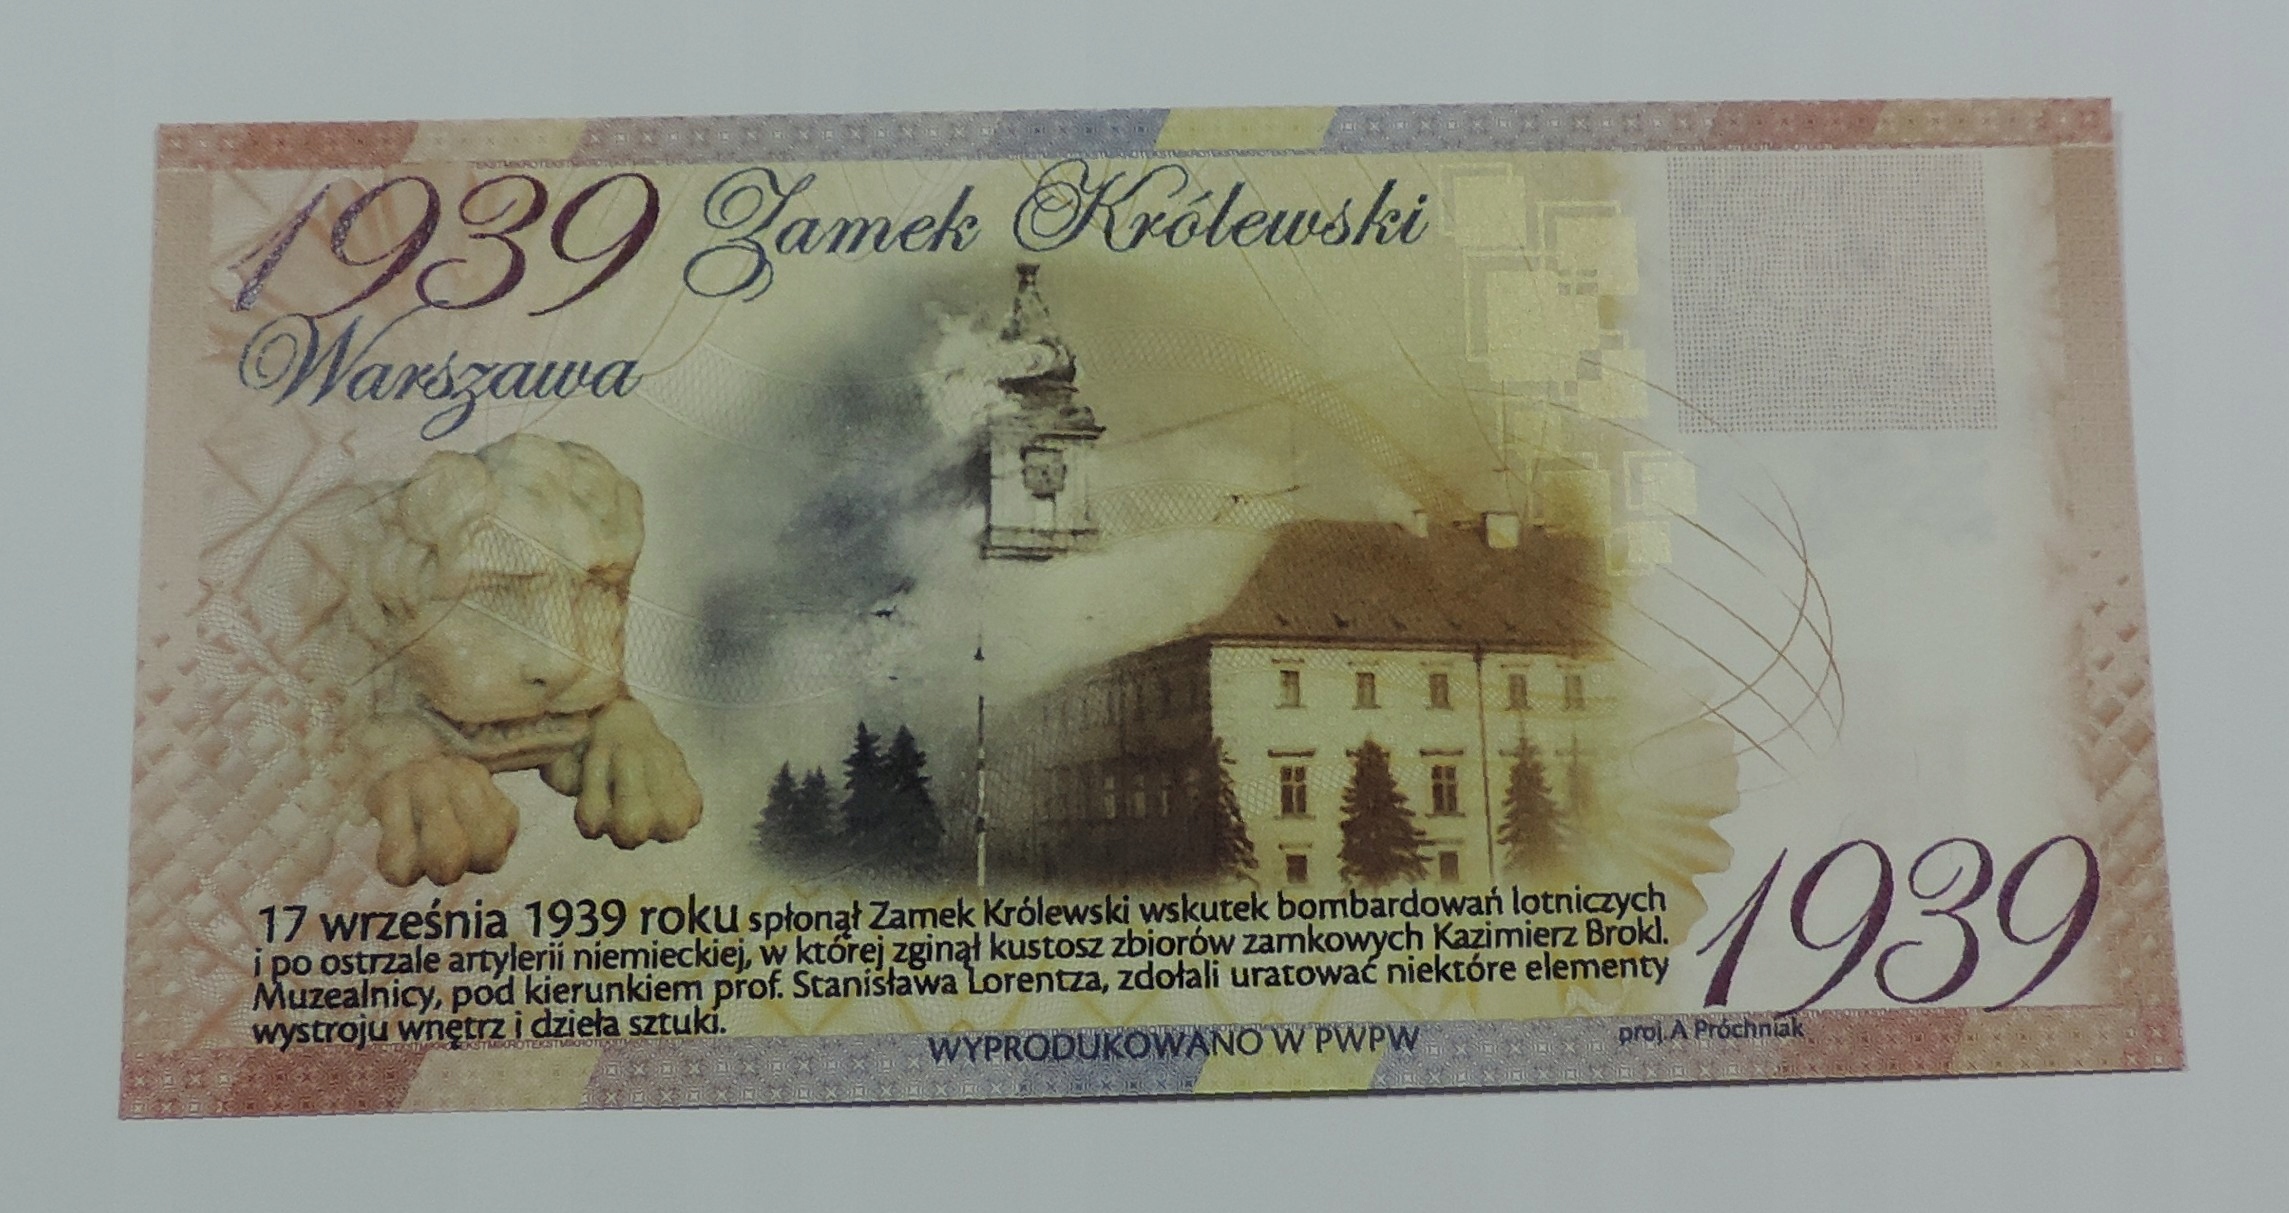 1939 Zamek Królewski
Warszawa
17 września 1939 roku spłonął Zamek Królewski wskutek bombardowań lotniczych
i po ostrzale artylerii niemieckiej, w której zginął kustosz zbiorów zamkowych Kazimierz Brokl.
Muzealnicy, pod kierunkiem prof. Stanisława Lorentza, zdołali uratować niektóre elementy
wystroju wnętrz i dzieła sztuki.
1939
WYPRODUKOWANO W PWPW
proj. A Próchniak